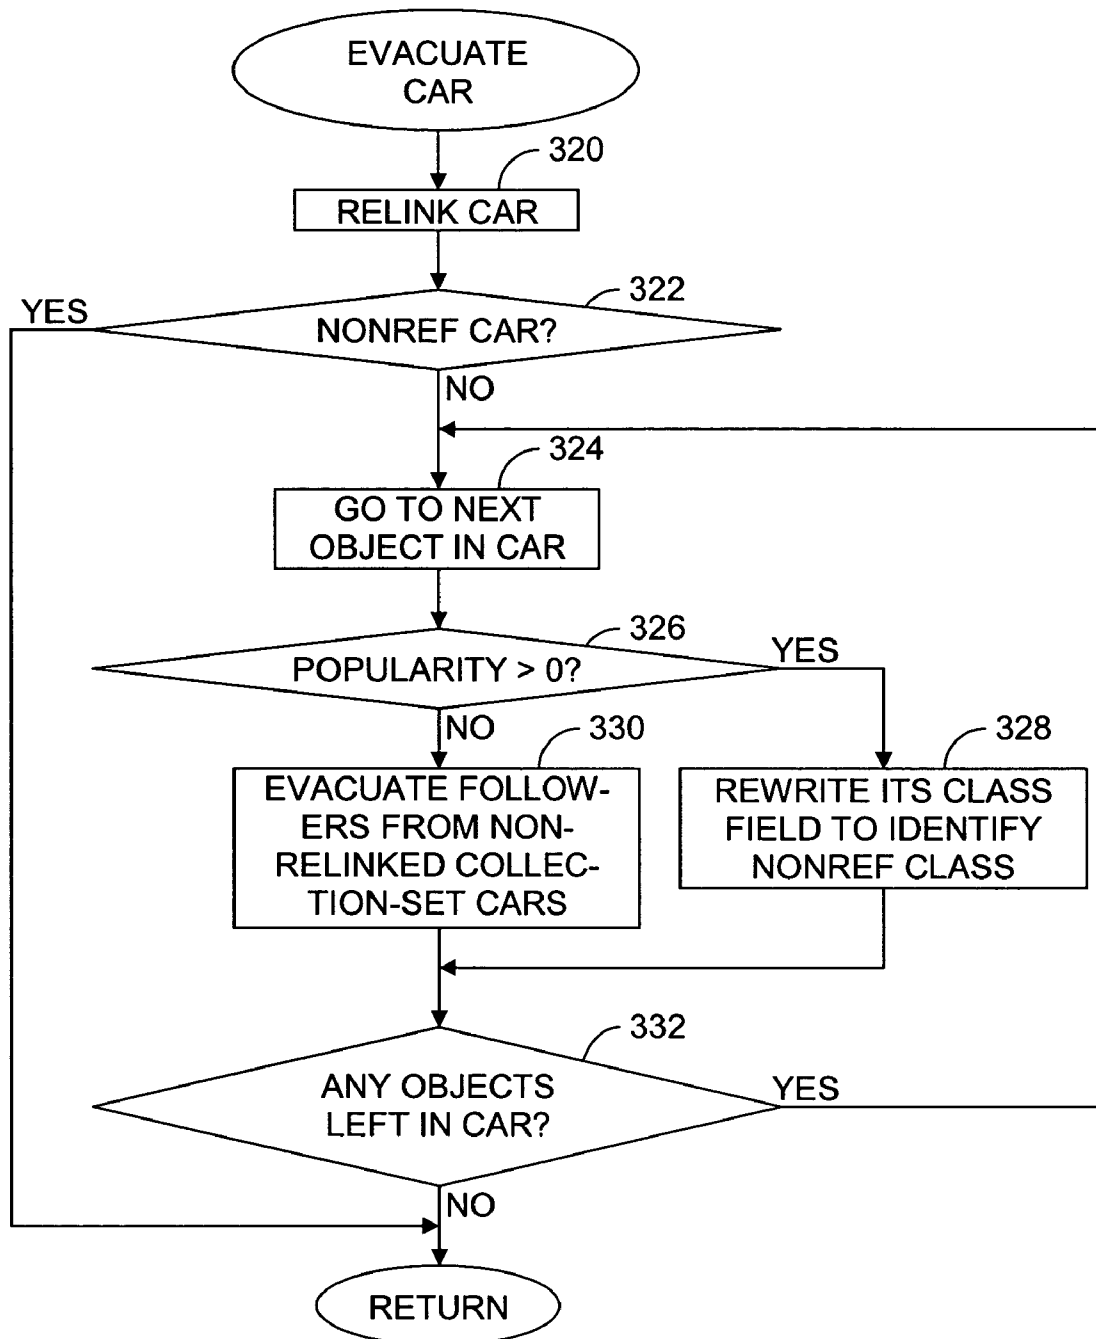 EVACUATE
CAR
320
RELINK CAR
322
YES
NONREF CAR?
NO
324
GO TO NEXT
OBJECT IN CAR
326
POPULARITY > 0?
YES
NO
330
328
EVACUATE FOLLOW-
ERS FROM NON-
RELINKED COLLEC-
TION-SET CARS
REWRITE ITS CLASS
FIELD TO IDENTIFY
NONREF CLASS
332
ANY OBJECTS
LEFT IN CAR?
YES
NO
RETURN